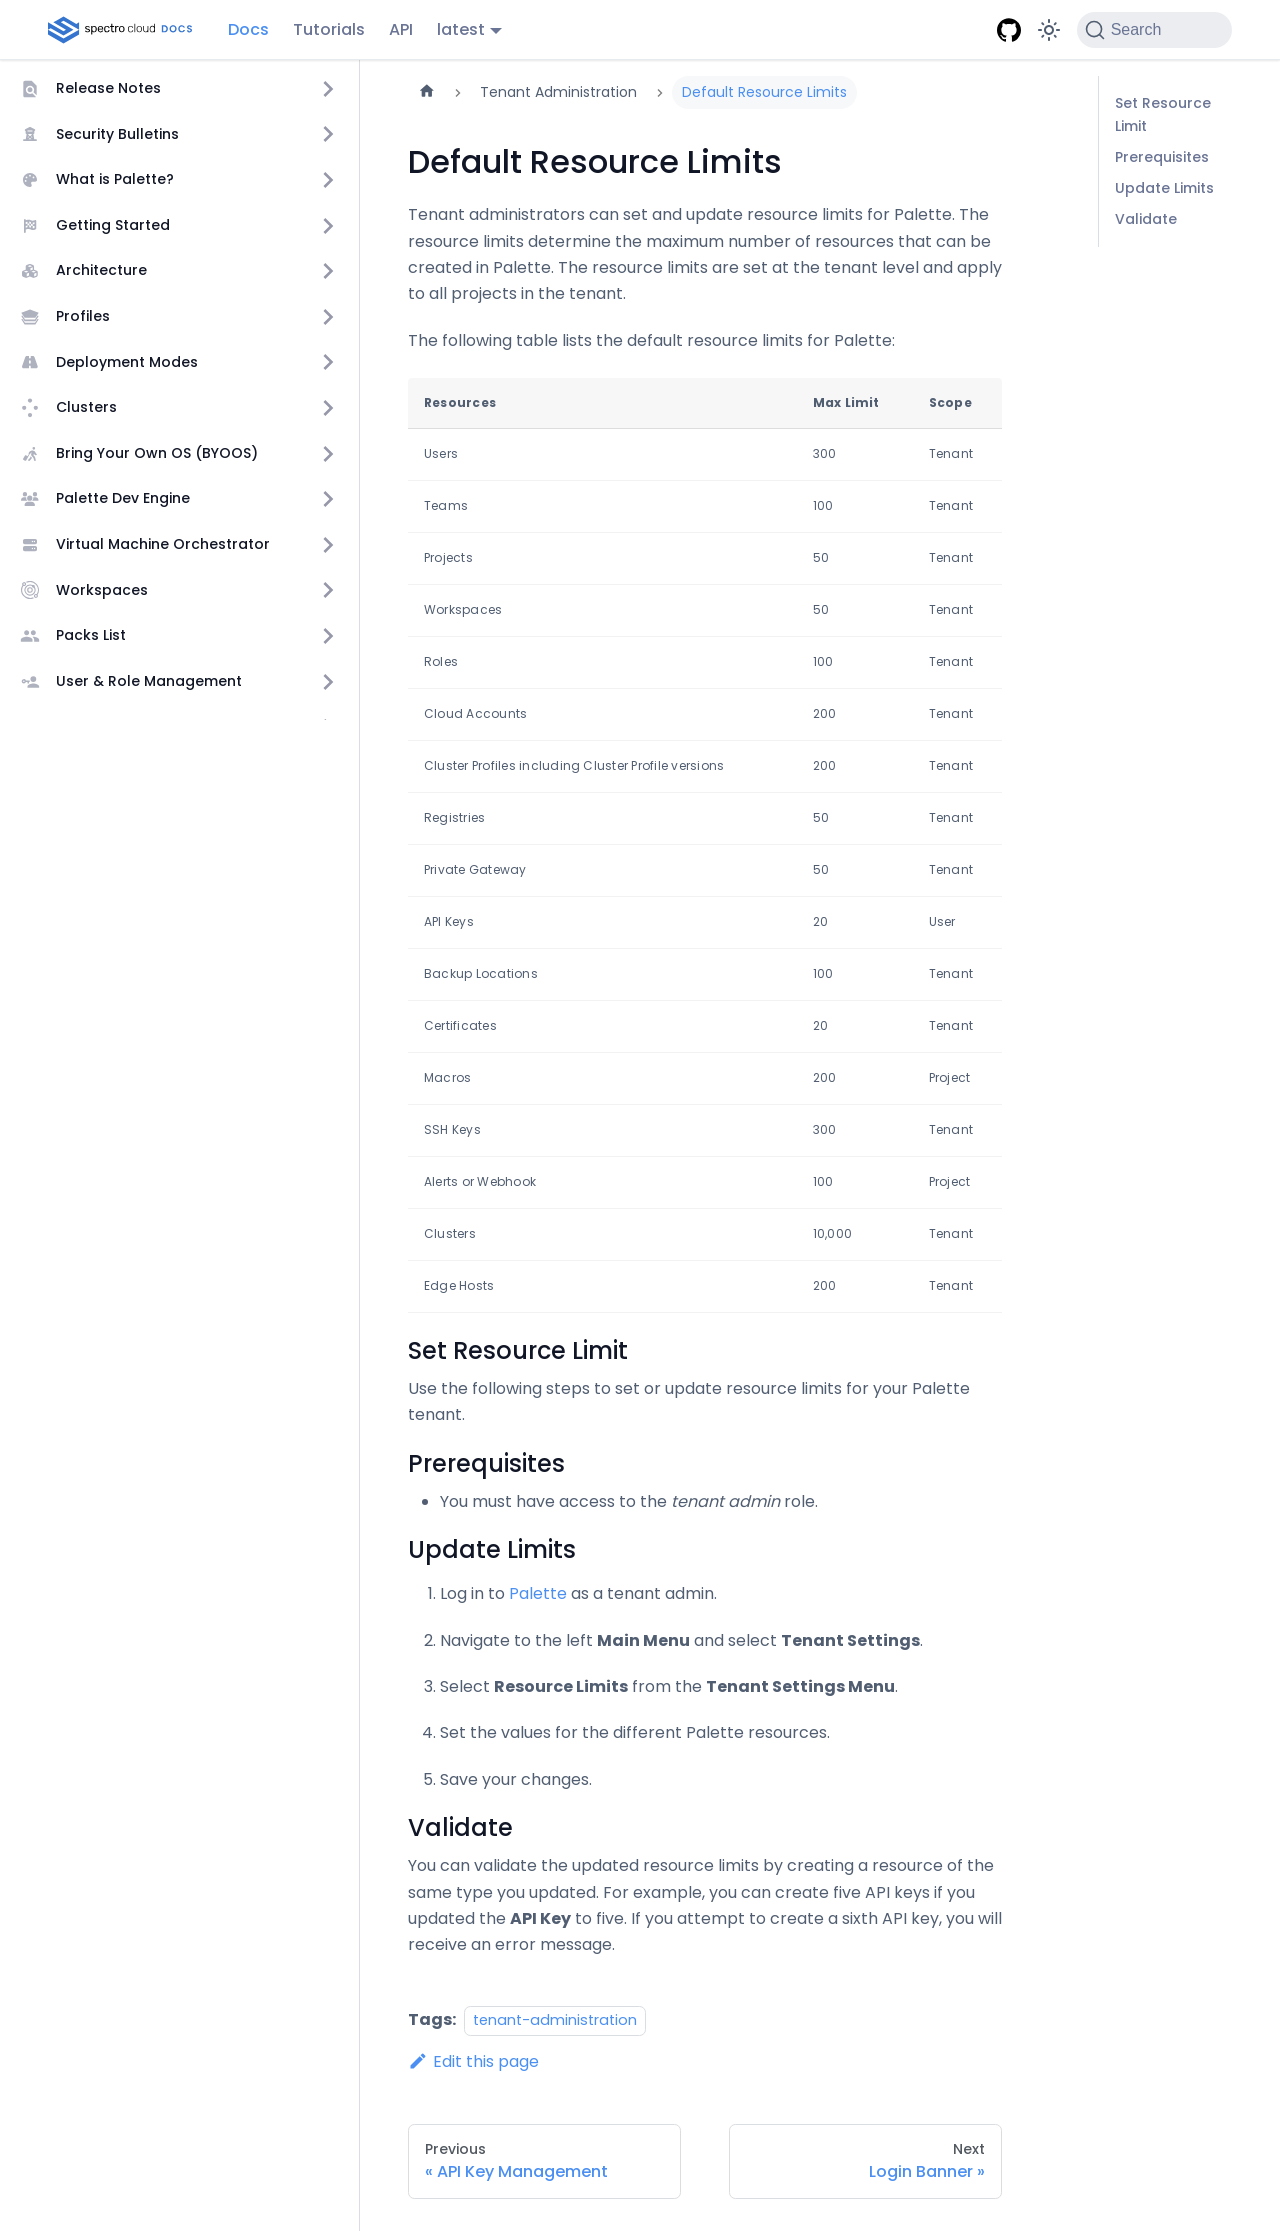 spectro cloud DOCS
Docs
Tutorials
API
latest
Search
Release Notes
Security Bulletins
What is Palette?
Getting Started
Architecture
Profiles
Deployment Modes
Clusters
Bring Your Own OS (BYOOS)
Palette Dev Engine
Virtual Machine Orchestrator
Workspaces
Packs List
User & Role Management
Tenant Administration
Default Resource Limits
Default Resource Limits
Tenant administrators can set and update resource limits for Palette. The
resource limits determine the maximum number of resources that can be
created in Palette. The resource limits are set at the tenant level and apply
to all projects in the tenant.
The following table lists the default resource limits for Palette:
Resources Max Limit Scope
Users 300 Tenant
Teams 100 Tenant
Projects 50 Tenant
Workspaces 50 Tenant
Roles 100 Tenant
Cloud Accounts 200 Tenant
Cluster Profiles including Cluster Profile versions 200 Tenant
Registries 50 Tenant
Private Gateway 50 Tenant
API Keys 20 User
Backup Locations 100 Tenant
Certificates 20 Tenant
Macros 200 Project
SSH Keys 300 Tenant
Alerts or Webhook 100 Project
Clusters 10,000 Tenant
Edge Hosts 200 Tenant
Set Resource Limit
Use the following steps to set or update resource limits for your Palette
tenant.
Prerequisites
• You must have access to the tenant admin role.
Update Limits
1. Log in to Palette as a tenant admin.
2. Navigate to the left Main Menu and select Tenant Settings.
3. Select Resource Limits from the Tenant Settings Menu.
4. Set the values for the different Palette resources.
5. Save your changes.
Validate
You can validate the updated resource limits by creating a resource of the
same type you updated. For example, you can create five API keys if you
updated the API Key to five. If you attempt to create a sixth API key, you will
receive an error message.
Tags: tenant-administration
Edit this page
Previous
« API Key Management
Next
Login Banner »
Set Resource
Limit
Prerequisites
Update Limits
Validate